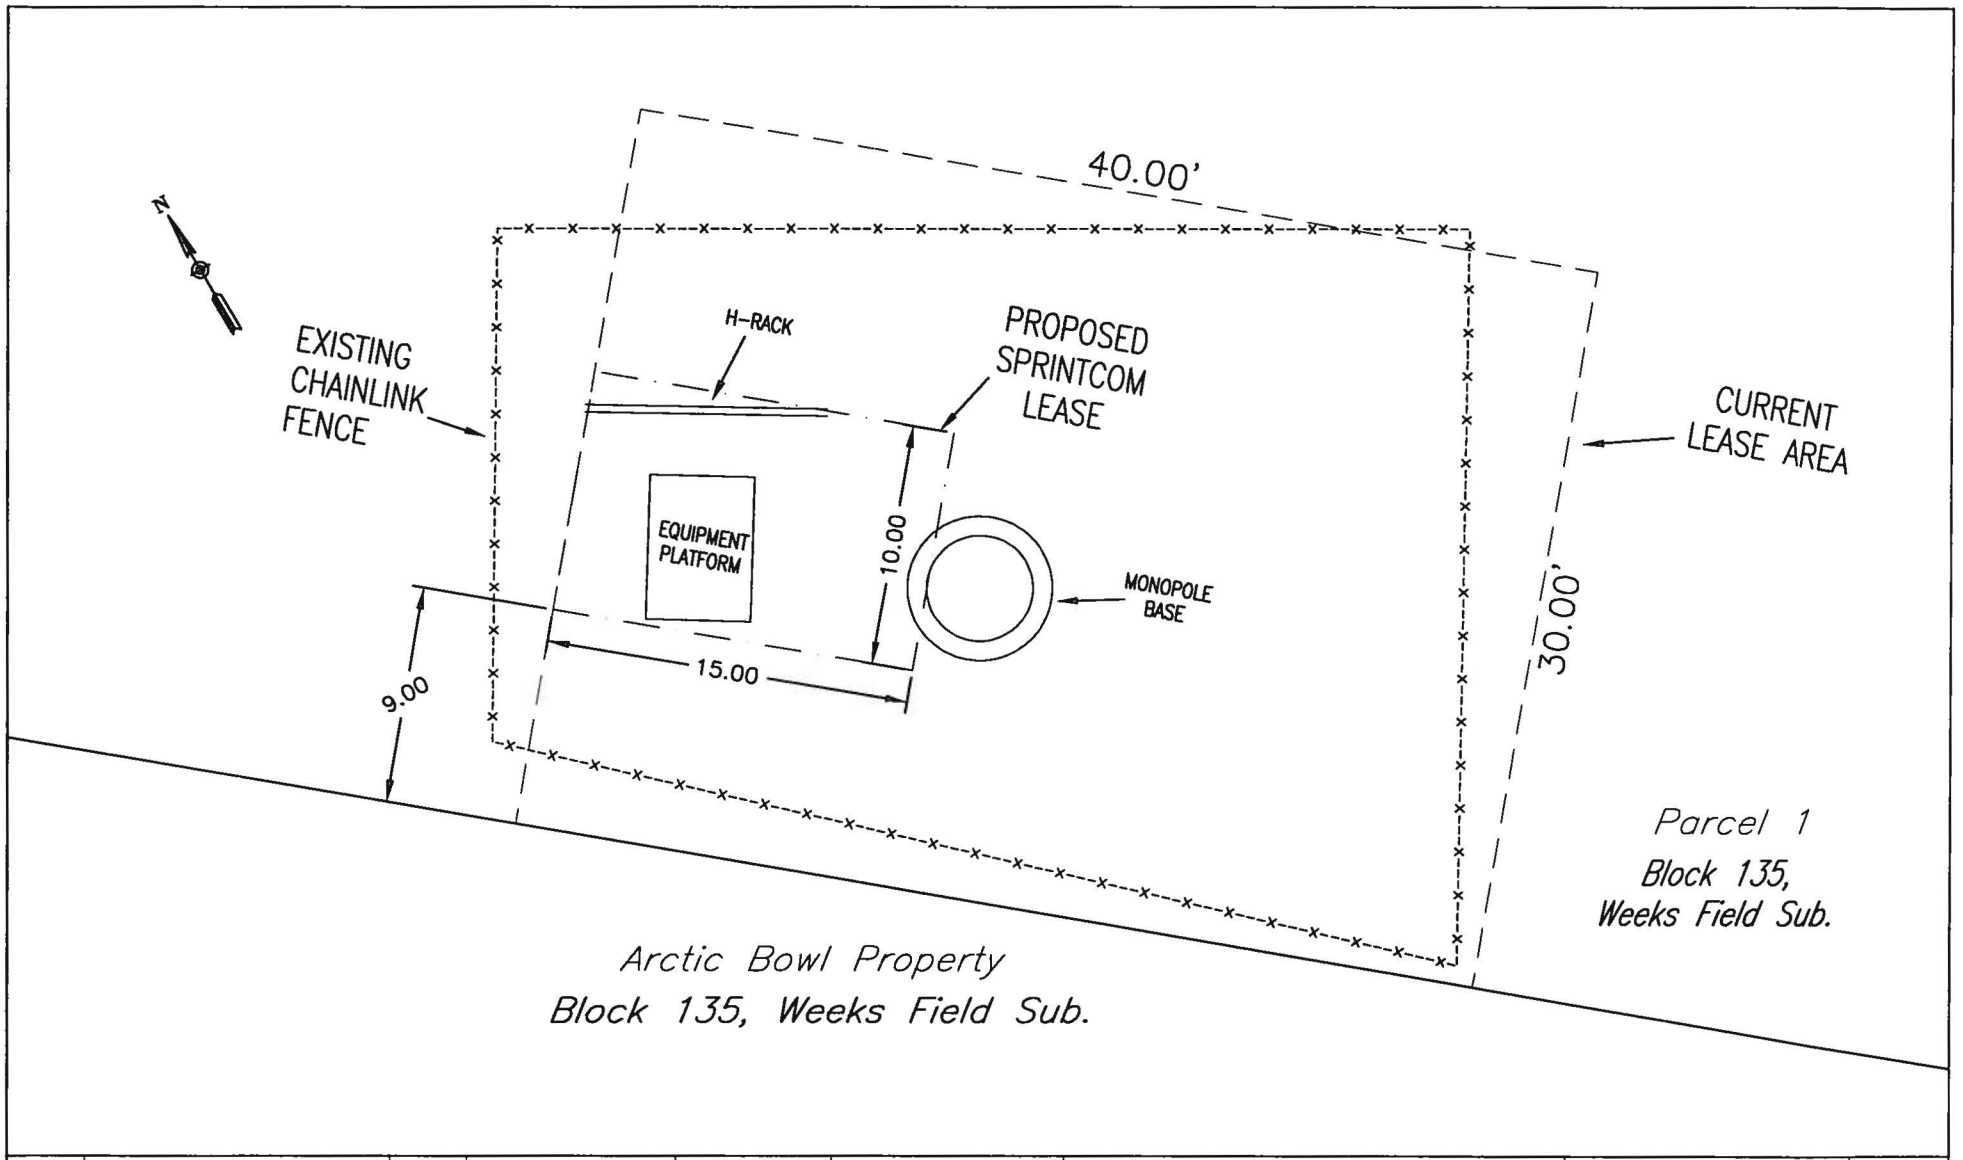 40.00'
N
H-RACK
PROPOSED
SPRINTCOM
LEASE
EXISTING
CHAINLINK
FENCE
CURRENT
LEASE AREA
EQUIPMENT
PLATFORM
10.00
MONOPOLE
BASE
30.00'
15.00
9.00
Parcel 1
Block 135,
Weeks Field Sub.
Arctic Bowl Property
Block 135, Weeks Field Sub.